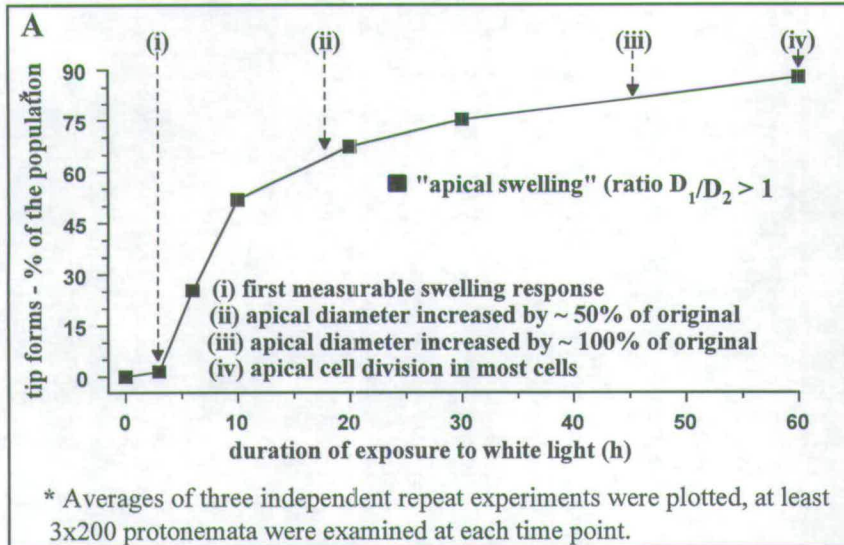 A
(i) (ii) (iii) (iv)
tip forms - % of the population*
90
75
60
45
30
15
0
"apical swelling" (ratio D1/D2 > 1
(i) first measurable swelling response
(ii) apical diameter increased by ~ 50% of original
(iii) apical diameter increased by ~ 100% of original
(iv) apical cell division in most cells
0 10 20 30 40 50 60
duration of exposure to white light (h)
* Averages of three independent repeat experiments were plotted, at least
3x200 protonemata were examined at each time point.